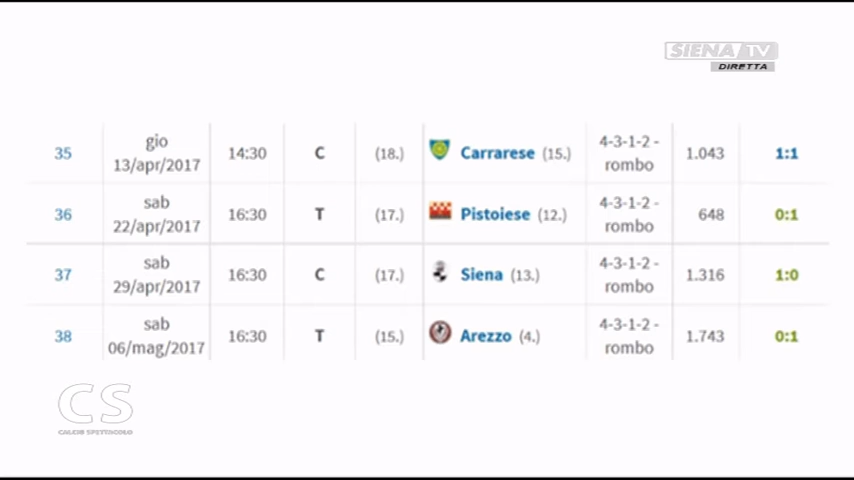 SIENA TV
DIRETTA
35 gio 13/apr/2017 14:30 C (18.) Carrarese (15.) 4-3-1-2 - rombo 1.043 1:1
36 sab 22/apr/2017 16:30 T (17.) Pistoiese (12.) 4-3-1-2 - rombo 648 0:1
37 sab 29/apr/2017 16:30 C (17.) Siena (13.) 4-3-1-2 - rombo 1.316 1:0
38 sab 06/mag/2017 16:30 T (15.) Arezzo (4.) 4-3-1-2 - rombo 1.743 0:1
CS
CALCIO SPETTACOLO